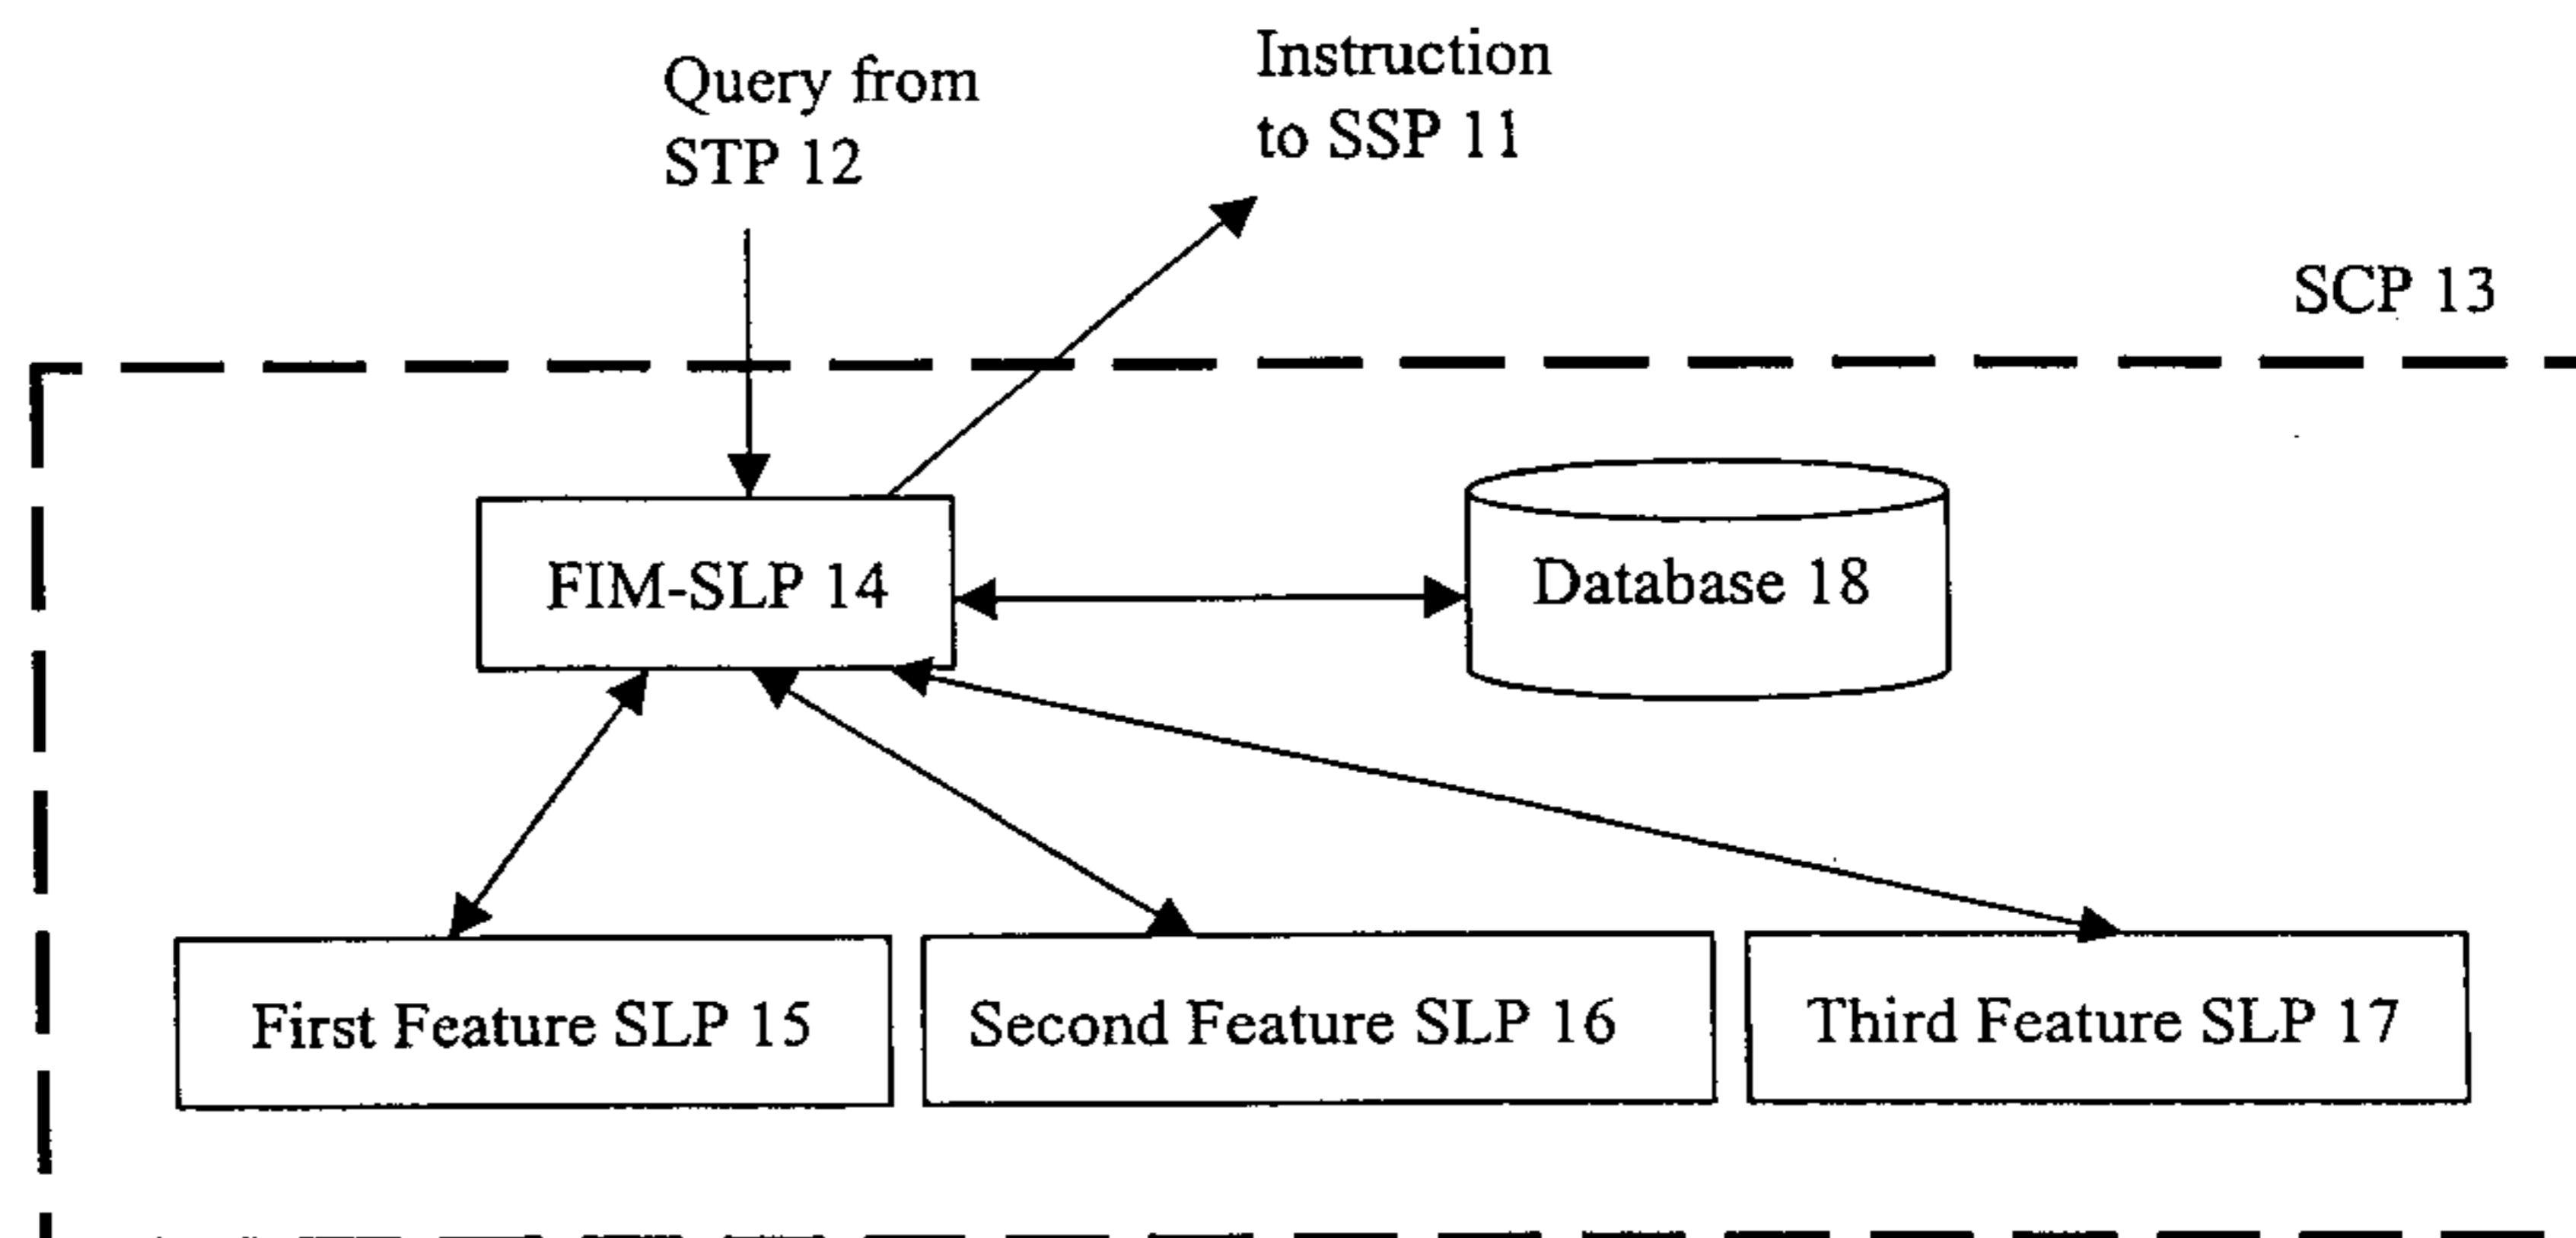 Query from
STP 12
Instruction
to SSP 11
SCP 13
FIM-SLP 14
Database 18
First Feature SLP 15
Second Feature SLP 16
Third Feature SLP 17